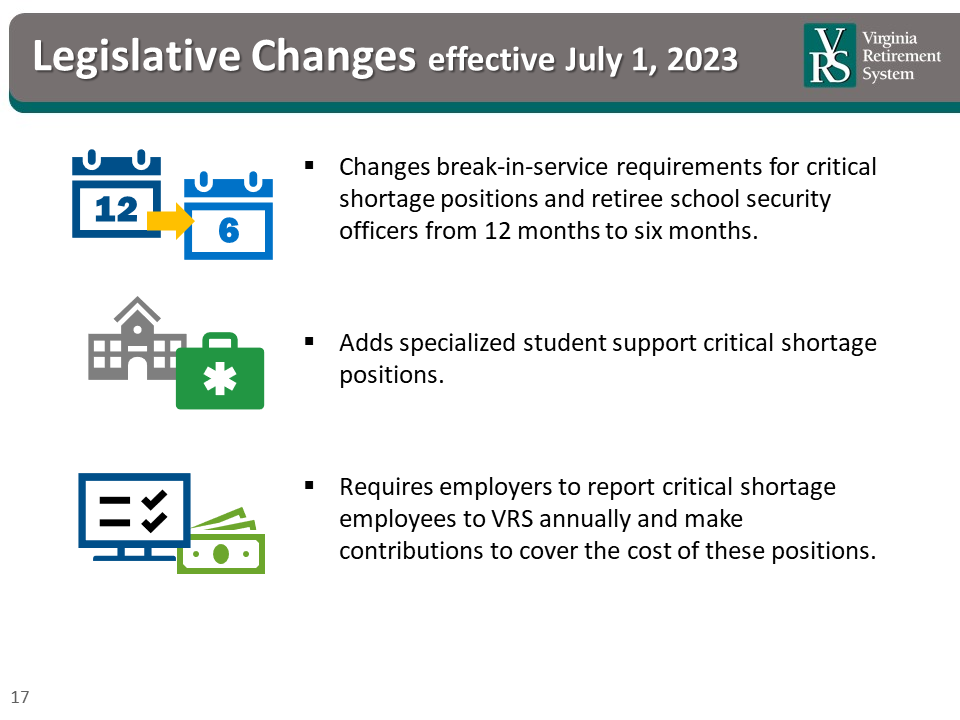 Legislative Changes effective July 1, 2023
VRS
Virginia
Retirement
System
12
6
▪ Changes break-in-service requirements for critical
shortage positions and retiree school security
officers from 12 months to six months.
▪ Adds specialized student support critical shortage
positions.
▪ Requires employers to report critical shortage
employees to VRS annually and make
contributions to cover the cost of these positions.
17